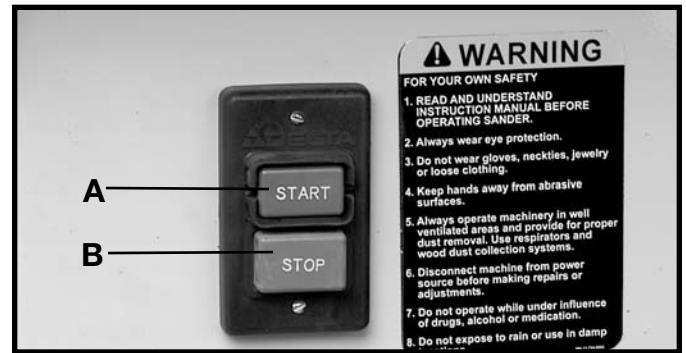 A
B
DELTA
START
STOP
WARNING
FOR YOUR OWN SAFETY
1. READ AND UNDERSTAND
INSTRUCTION MANUAL BEFORE
OPERATING SANDER.
2. Always wear eye protection.
3. Do not wear gloves, neckties, jewelry
or loose clothing.
4. Keep hands away from abrasive
surfaces.
5. Always operate machinery in well
ventilated areas and provide for proper
dust removal. Use respirators and
wood dust collection systems.
6. Disconnect machine from power
source before making repairs or
adjustments.
7. Do not operate while under influence
of drugs, alcohol or medication.
8. Do not expose to rain or use in damp